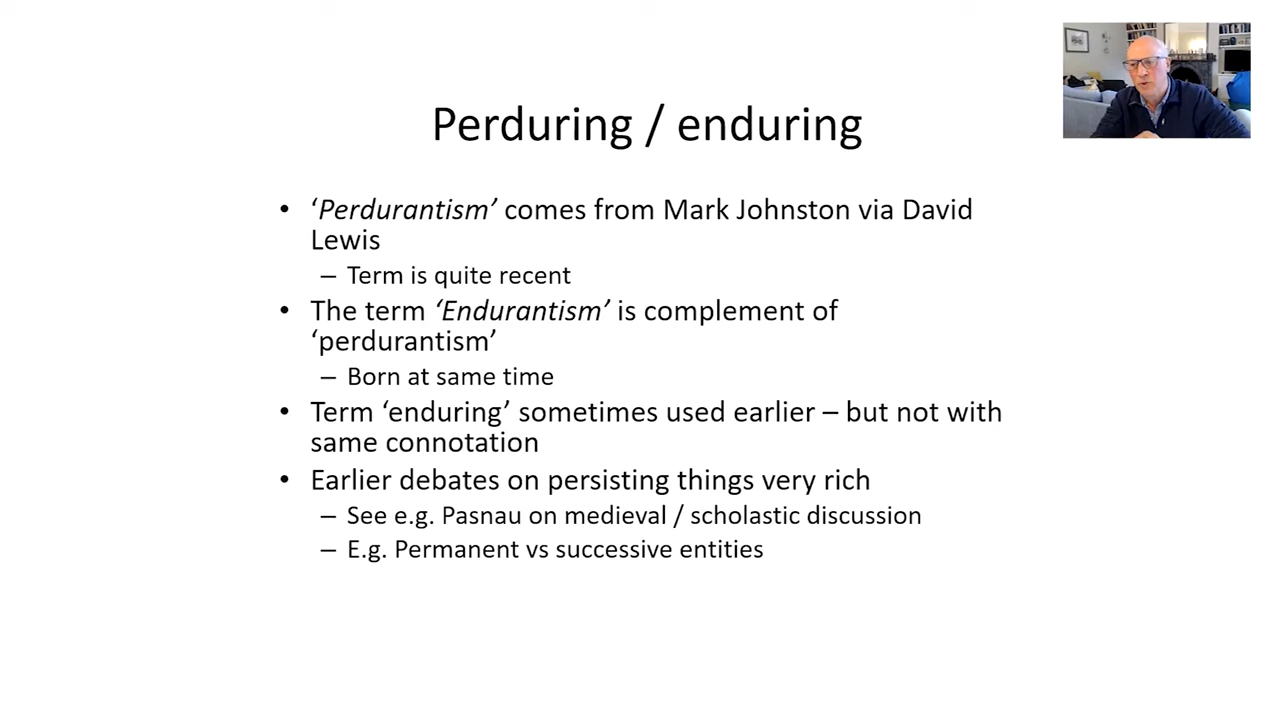 Perduring / enduring
• ‘Perdurantism’ comes from Mark Johnston via David
Lewis
– Term is quite recent
• The term ‘Endurantism’ is complement of
‘perdurantism’
– Born at same time
• Term ‘enduring’ sometimes used earlier – but not with
same connotation
• Earlier debates on persisting things very rich
– See e.g. Pasnau on medieval / scholastic discussion
– E.g. Permanent vs successive entities